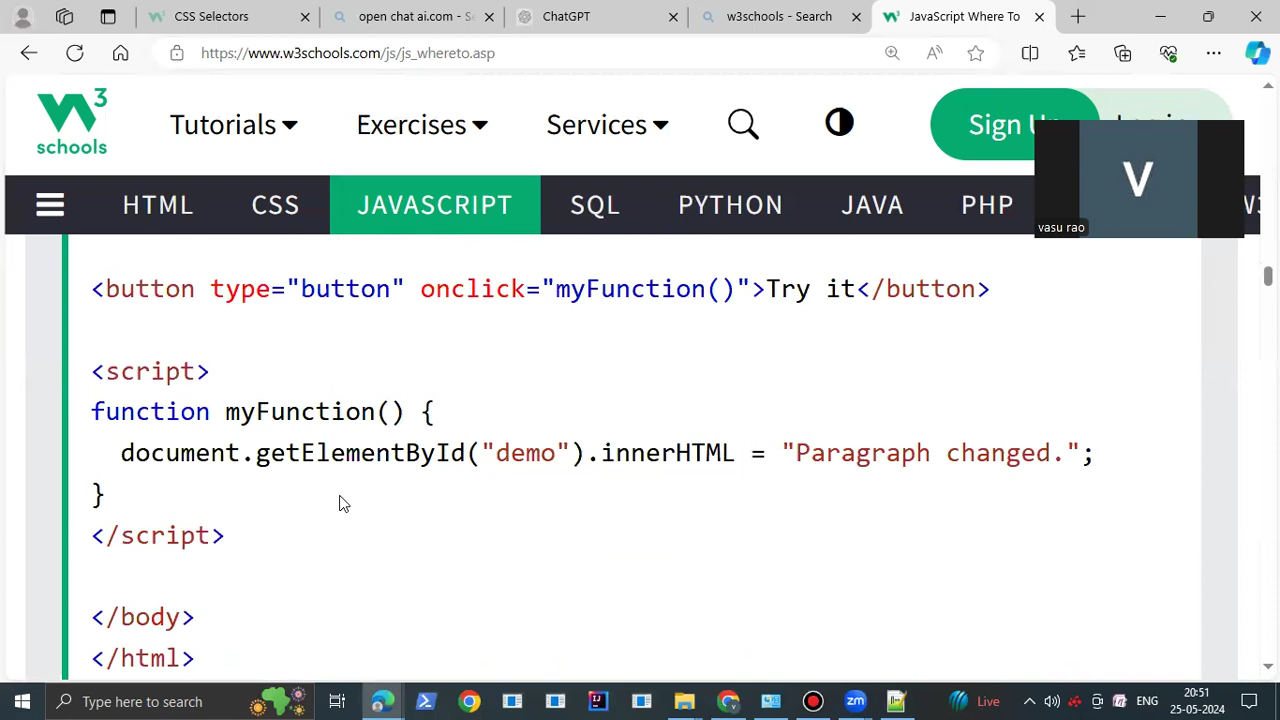 CSS Selectors
open chat ai.com - Se
ChatGPT
w3schools - Search
JavaScript Where To
https://www.w3schools.com/js/js_whereto.asp
W3 schools
Tutorials
Exercises
Services
Sign U
V
vasu rao
HTML
CSS
JAVASCRIPT
SQL
PYTHON
JAVA
PHP
<button type="button" onclick="myFunction()">Try it</button>
<script>
function myFunction() {
document.getElementById("demo").innerHTML = "Paragraph changed.";
}
</script>
</body>
</html>
Type here to search
Live
ENG
20:51
25-05-2024